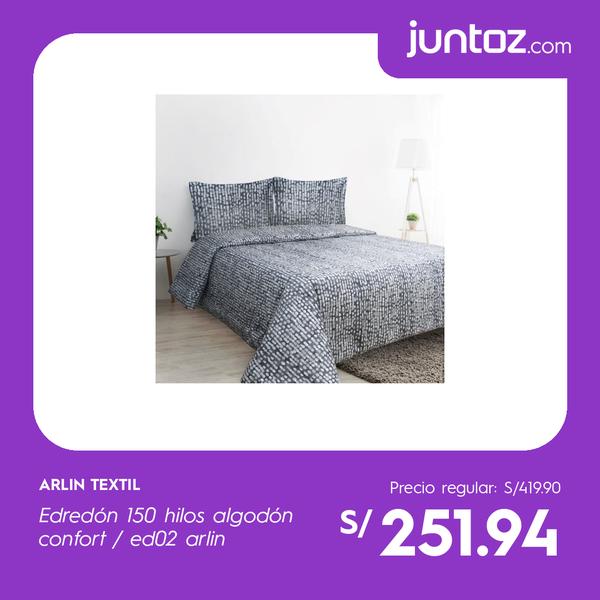 juntoz.com
ARLIN TEXTIL
Edredón 150 hilos algodón
confort / ed02 arlin
Precio regular: S/419.90
S/ 251.94